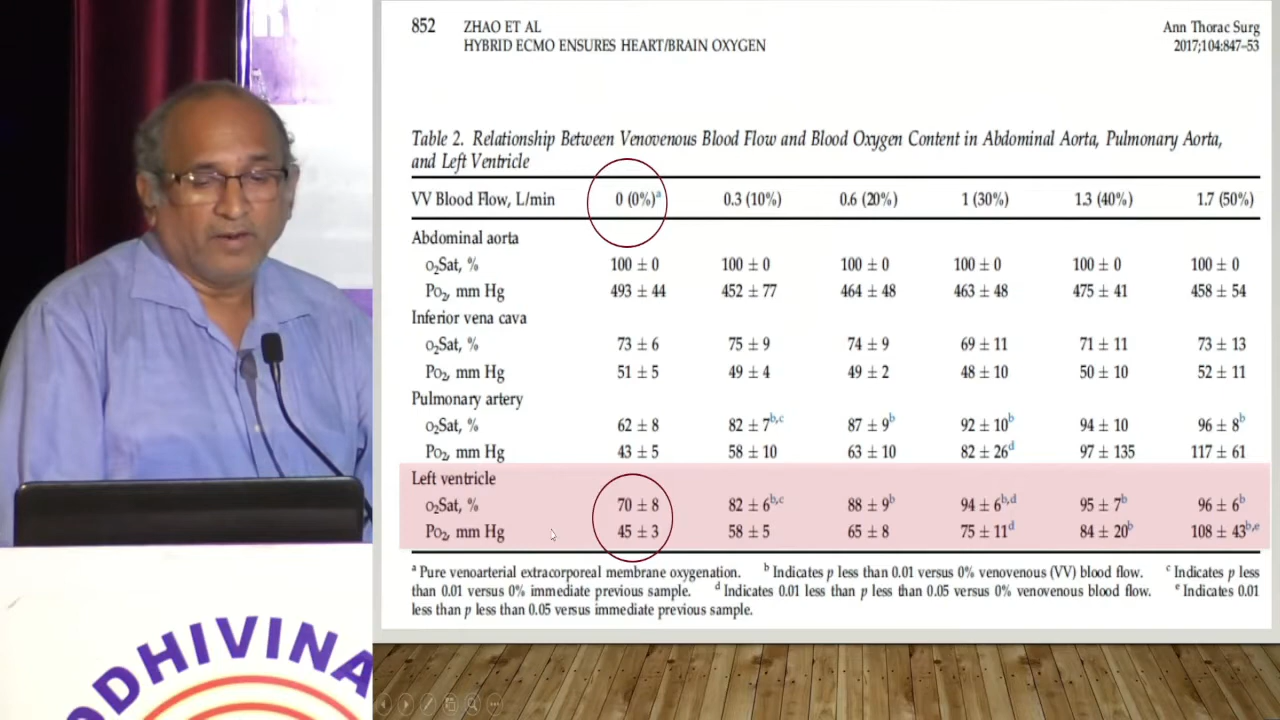 852 ZHAO ET AL Ann Thorac Surg
HYBRID ECMO ENSURES HEART/BRAIN OXYGEN 2017;104:847–53
Table 2. Relationship Between Venovenous Blood Flow and Blood Oxygen Content in Abdominal Aorta, Pulmonary Aorta,
and Left Ventricle
VV Blood Flow, L/min 0 (0%)a 0.3 (10%) 0.6 (20%) 1 (30%) 1.3 (40%) 1.7 (50%)
Abdominal aorta
O2Sat, % 100 ± 0 100 ± 0 100 ± 0 100 ± 0 100 ± 0 100 ± 0
PO2, mm Hg 493 ± 44 452 ± 77 464 ± 48 463 ± 48 475 ± 41 458 ± 54
Inferior vena cava
O2Sat, % 73 ± 6 75 ± 9 74 ± 9 69 ± 11 71 ± 11 73 ± 13
PO2, mm Hg 51 ± 5 49 ± 4 49 ± 2 48 ± 10 50 ± 10 52 ± 11
Pulmonary artery
O2Sat, % 62 ± 8 82 ± 7b,c 87 ± 9b 92 ± 10b 94 ± 10 96 ± 8b
PO2, mm Hg 43 ± 5 58 ± 10 63 ± 10 82 ± 26d 97 ± 135 117 ± 61
Left ventricle
O2Sat, % 70 ± 8 82 ± 6b,c 88 ± 9b 94 ± 6b,d 95 ± 7b 96 ± 6b
PO2, mm Hg 45 ± 3 58 ± 5 65 ± 8 75 ± 11d 84 ± 20b 108 ± 43b,e
a Pure venoarterial extracorporeal membrane oxygenation. b Indicates p less than 0.01 versus 0% venovenous (VV) blood flow. c Indicates p less
than 0.01 versus 0% immediate previous sample. d Indicates 0.01 less than p less than 0.05 versus 0% venovenous blood flow. e Indicates 0.01
less than p less than 0.05 versus immediate previous sample.
ODHIVINA